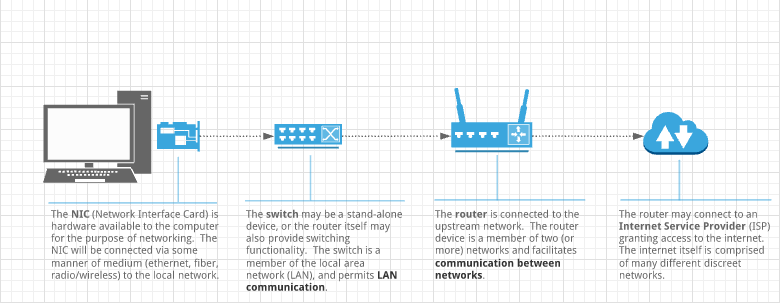 The NIC (Network Interface Card) is
hardware available to the computer
for the purpose of networking. The
NIC will be connected via some
manner of medium (ethernet, fiber,
radio/wireless) to the local network.
The switch may be a stand-alone
device, or the router itself may
also provide switching
functionality. The switch is a
member of the local area
network (LAN), and permits LAN
communication.
The router is connected to the
upstream network. The router
device is a member of two (or
more) networks and facilitates
communication between
networks.
The router may connect to an
Internet Service Provider (ISP)
granting access to the internet.
The internet itself is comprised
of many different discreet
networks.